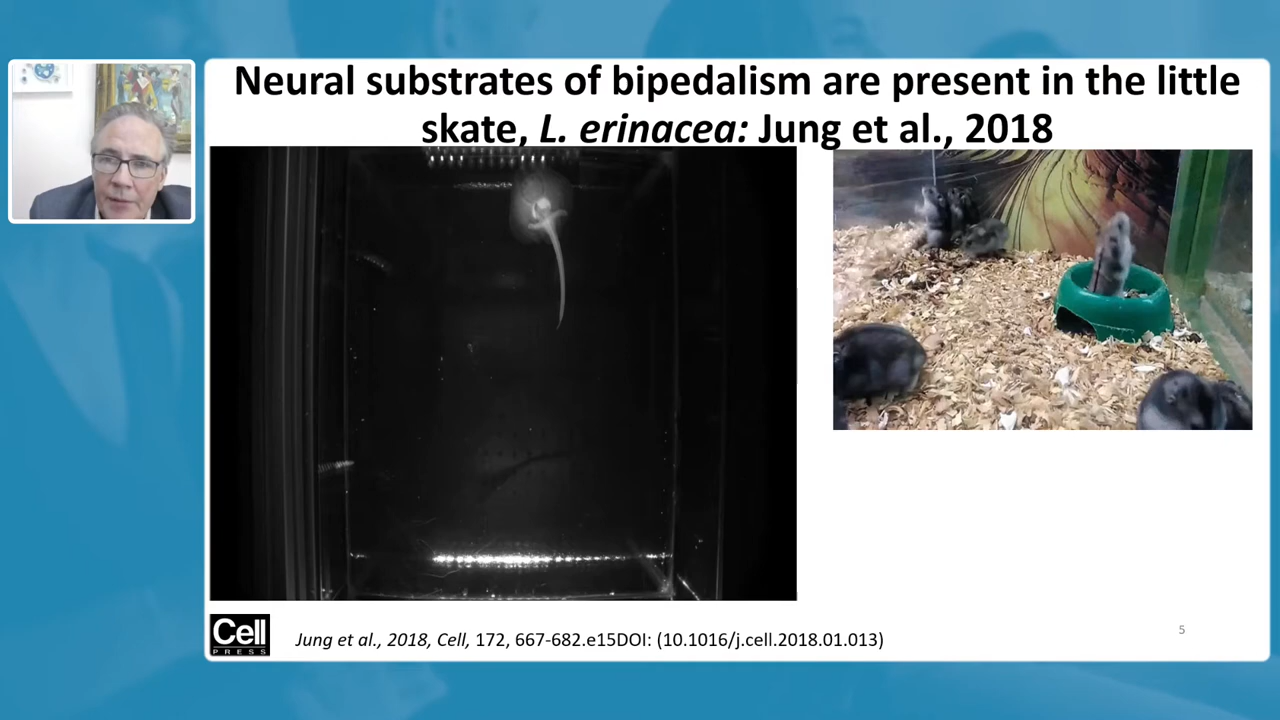 Neural substrates of bipedalism are present in the little
skate, L. erinacea: Jung et al., 2018
Cell
PRESS
Jung et al., 2018, Cell, 172, 667-682.e15DOI: (10.1016/j.cell.2018.01.013)
5